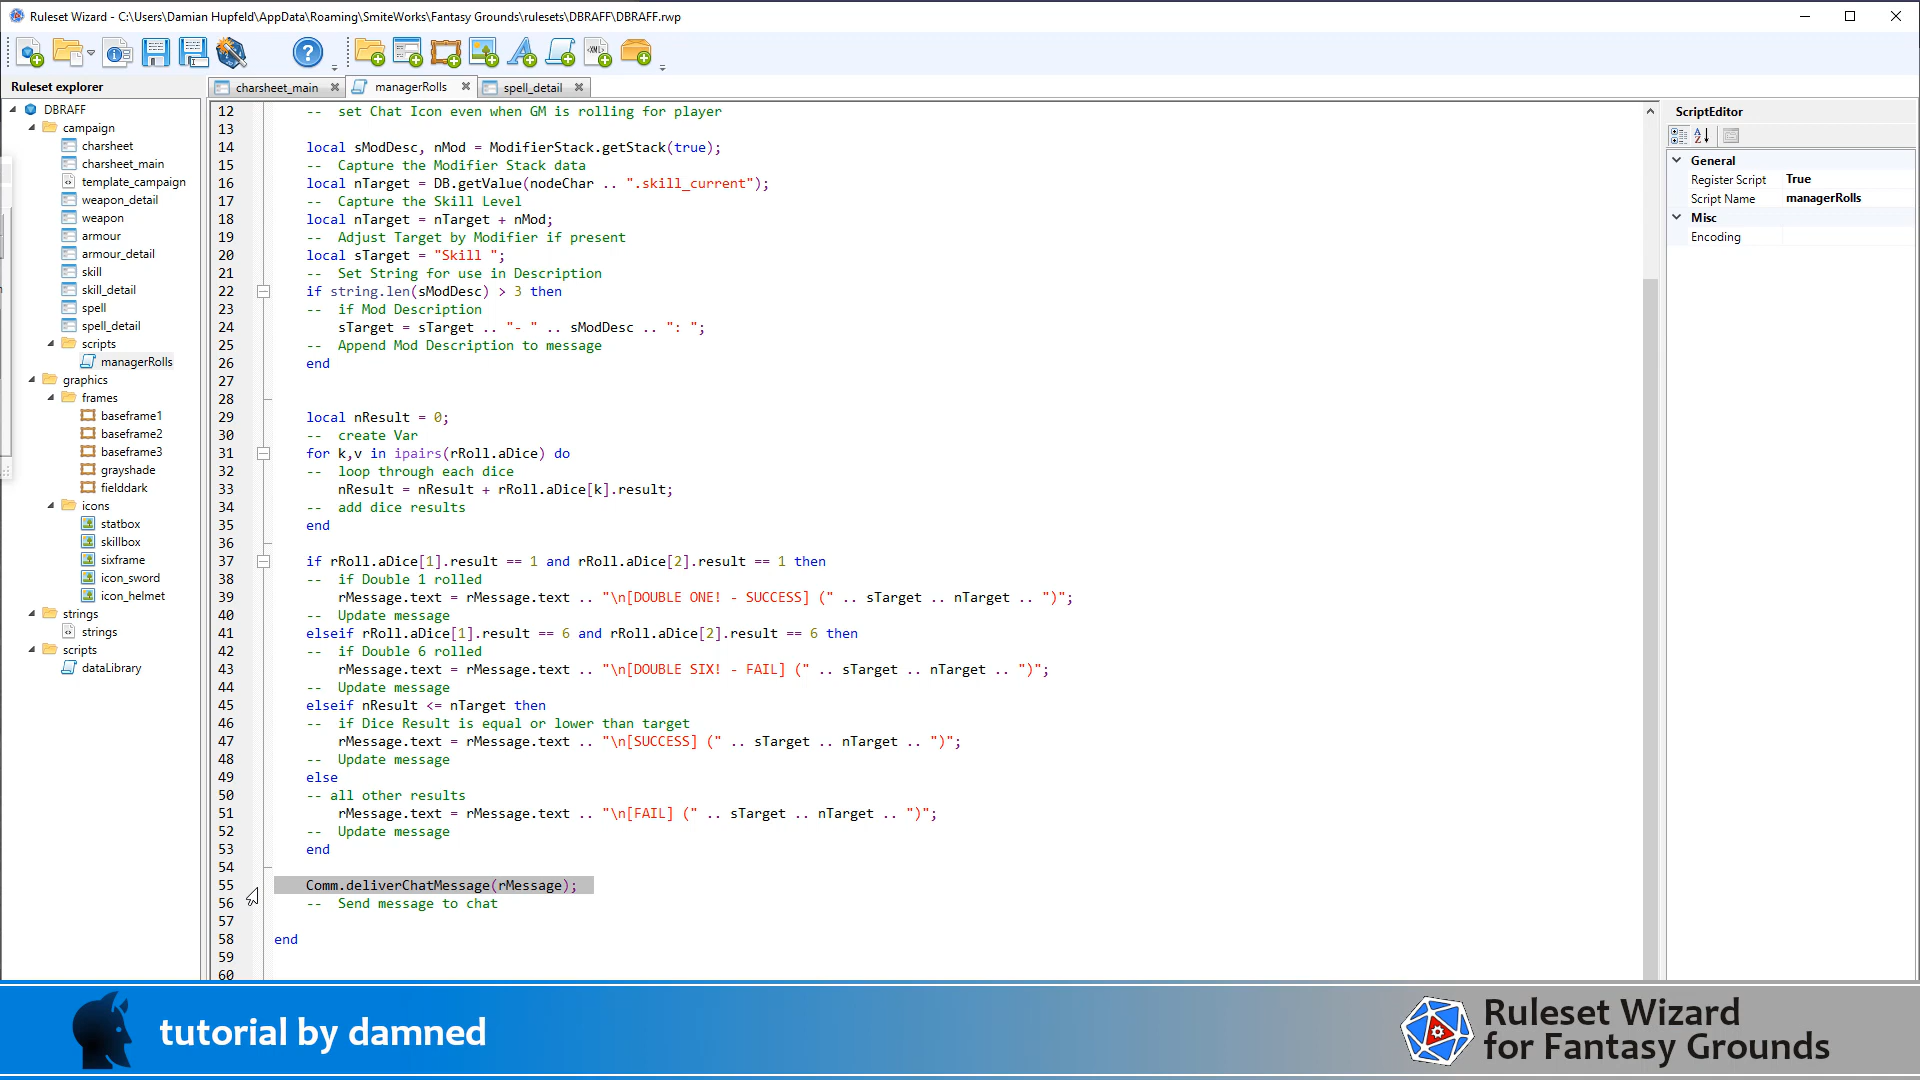 Ruleset Wizard - C:\Users\Damian Hupfeld\AppData\Roaming\SmiteWorks\Fantasy Grounds\rulesets\DBRAFF\DBRAFF.rwp
Ruleset explorer
DBRAFF
campaign
charsheet
charsheet_main
template_campaign
weapon_detail
weapon
armour
armour_detail
skill
skill_detail
spell
spell_detail
scripts
managerRolls
graphics
frames
baseframe1
baseframe2
baseframe3
grayshade
fielddark
icons
statbox
skillbox
sixframe
icon_sword
icon_helmet
strings
strings
scripts
dataLibrary
charsheet_main
managerRolls
spell_detail
12 -- set Chat Icon even when GM is rolling for player
13
14 local sModDesc, nMod = ModifierStack.getStack(true);
15 -- Capture the Modifier Stack data
16 local nTarget = DB.getValue(nodeChar .. ".skill_current");
17 -- Capture the Skill Level
18 local nTarget = nTarget + nMod;
19 -- Adjust Target by Modifier if present
20 local sTarget = "Skill ";
21 -- Set String for use in Description
22 if string.len(sModDesc) > 3 then
23 -- if Mod Description
24 sTarget = sTarget .. "- " .. sModDesc .. ": ";
25 -- Append Mod Description to message
26 end
27
28
29 local nResult = 0;
30 -- create Var
31 for k,v in ipairs(rRoll.aDice) do
32 -- loop through each dice
33 nResult = nResult + rRoll.aDice[k].result;
34 -- add dice results
35 end
36
37 if rRoll.aDice[1].result == 1 and rRoll.aDice[2].result == 1 then
38 -- if Double 1 rolled
39 rMessage.text = rMessage.text .. "\n[DOUBLE ONE! - SUCCESS] (" .. sTarget .. nTarget .. ")";
40 -- Update message
41 elseif rRoll.aDice[1].result == 6 and rRoll.aDice[2].result == 6 then
42 -- if Double 6 rolled
43 rMessage.text = rMessage.text .. "\n[DOUBLE SIX! - FAIL] (" .. sTarget .. nTarget .. ")";
44 -- Update message
45 elseif nResult <= nTarget then
46 -- if Dice Result is equal or lower than target
47 rMessage.text = rMessage.text .. "\n[SUCCESS] (" .. sTarget .. nTarget .. ")";
48 -- Update message
49 else
50 -- all other results
51 rMessage.text = rMessage.text .. "\n[FAIL] (" .. sTarget .. nTarget .. ")";
52 -- Update message
53 end
54
55 Comm.deliverChatMessage(rMessage);
56 -- Send message to chat
57
58 end
59
60
ScriptEditor
General
Register Script True
Script Name managerRolls
Misc
Encoding
tutorial by damned
Ruleset Wizard
for Fantasy Grounds